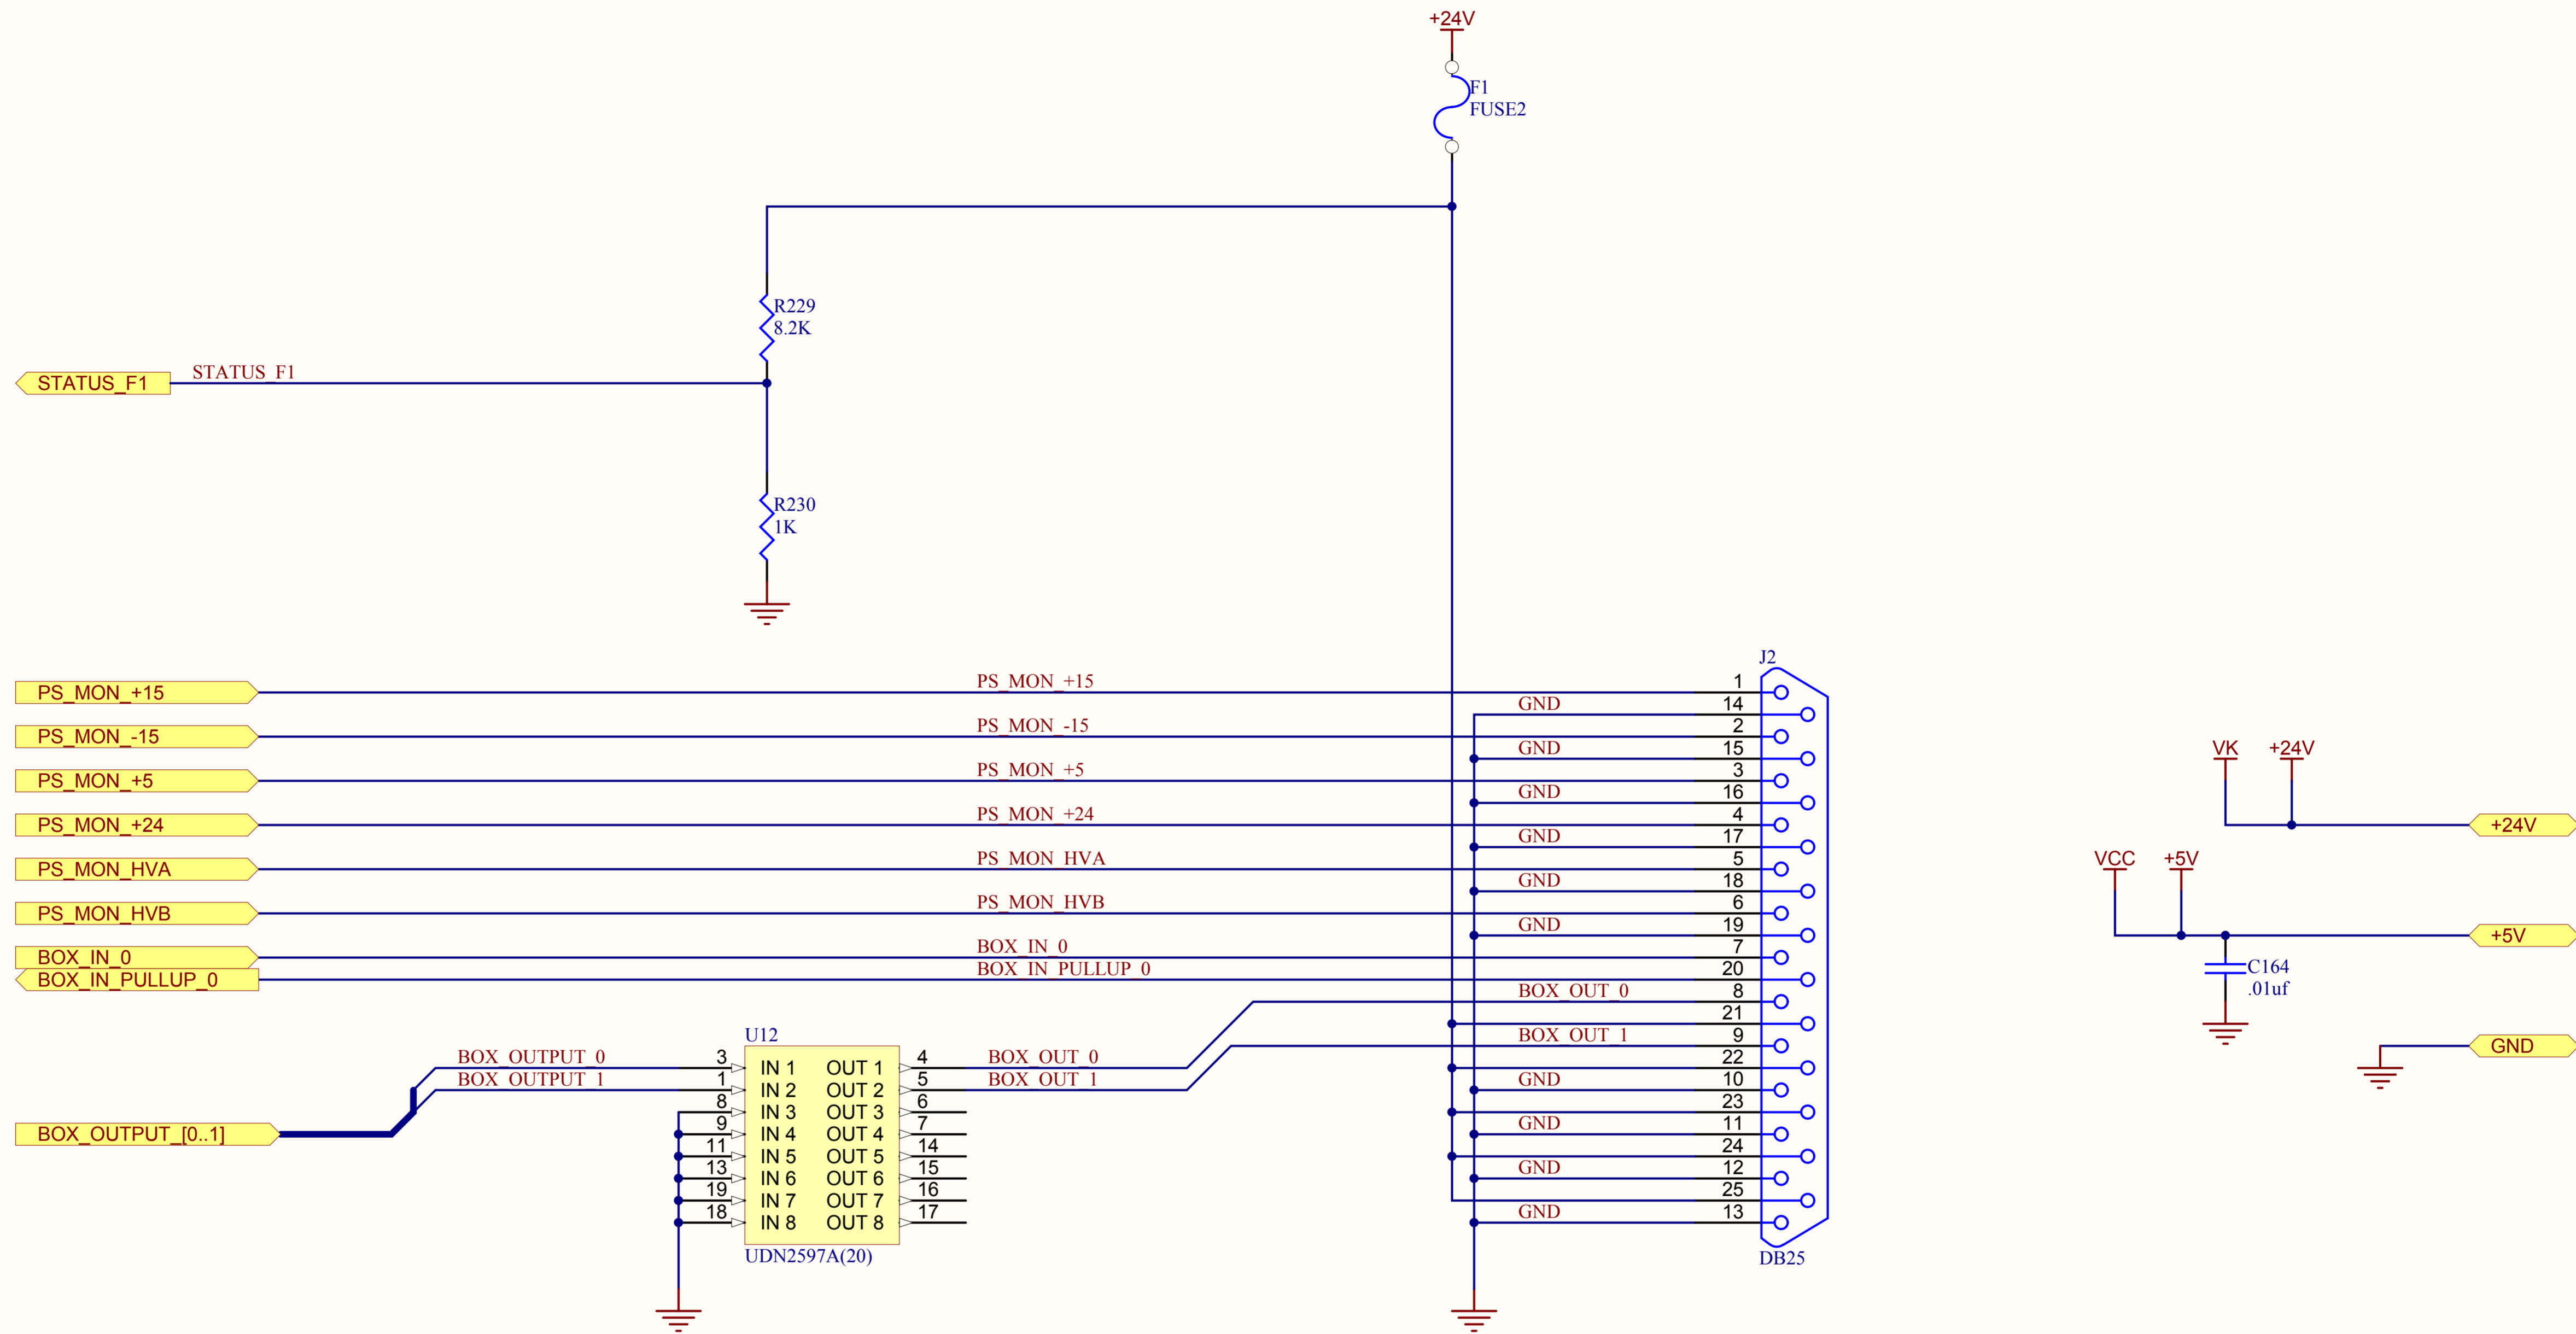 +24V
F1
FUSE2
R229
8.2K
STATUS_F1 STATUS_F1
R230
1K
J2
PS_MON_+15 PS_MON_+15 1
GND 14
PS_MON_-15 PS_MON_-15 2
GND 15
PS_MON_+5 PS_MON_+5 3
GND 16
PS_MON_+24 PS_MON_+24 4
GND 17
PS_MON_HVA PS_MON_HVA 5
GND 18
PS_MON_HVB PS_MON_HVB 6
GND 19
BOX_IN_0 BOX_IN_0 7
BOX_IN_PULLUP_0 BOX_IN_PULLUP_0 20
BOX_OUT_0 8
21
BOX_OUT_1 9
22
GND 10
23
GND 11
24
GND 12
25
GND 13
DB25
U12
BOX_OUTPUT_0 3 IN 1 OUT 1 4 BOX_OUT_0
BOX_OUTPUT_1 1 IN 2 OUT 2 5 BOX_OUT_1
8 IN 3 OUT 3 6
BOX_OUTPUT_[0..1] 9 IN 4 OUT 4 7
11 IN 5 OUT 5 14
13 IN 6 OUT 6 15
19 IN 7 OUT 7 16
18 IN 8 OUT 8 17
UDN2597A(20)
VK +24V
+24V
VCC +5V
+5V
C164
.01uf
GND